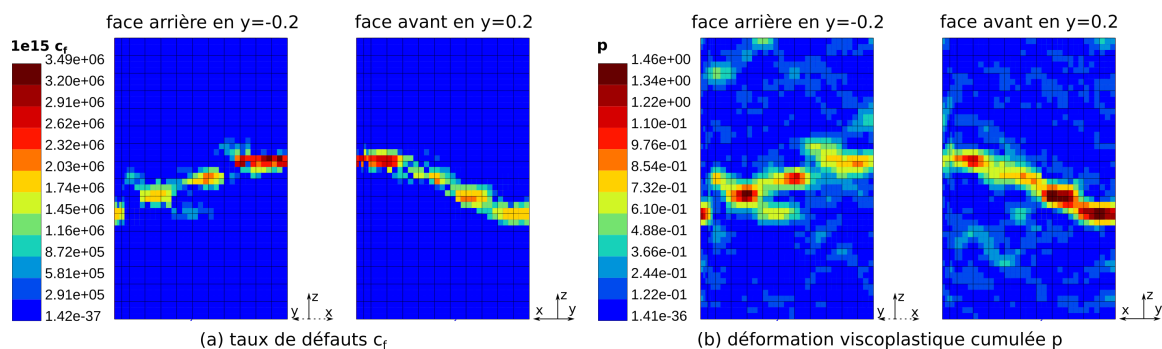 face arrière en y=-0.2
face avant en y=0.2
1e15 cf
3.49e+06
3.20e+06
2.91e+06
2.62e+06
2.32e+06
2.03e+06
1.74e+06
1.45e+06
1.16e+06
8.72e+05
5.81e+05
2.91e+05
1.42e-37
y x
z
x y
z
(a) taux de défauts cf
face arrière en y=-0.2
face avant en y=0.2
p
1.46e+00
1.34e+00
1.22e+00
1.10e-01
9.76e-01
8.54e-01
7.32e-01
6.10e-01
4.88e-01
3.66e-01
2.44e-01
1.22e-01
1.41e-36
y x
z
x y
z
(b) déformation viscoplastique cumulée p